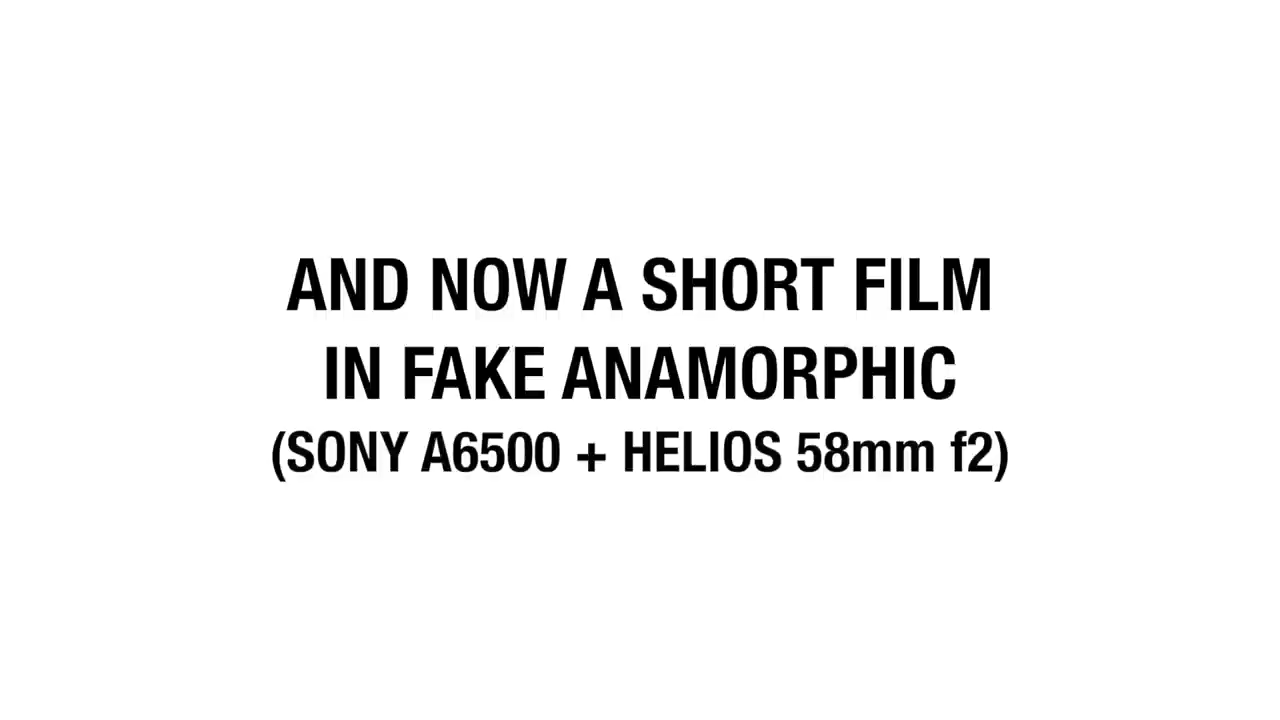 AND NOW A SHORT FILM
IN FAKE ANAMORPHIC
(SONY A6500 + HELIOS 58mm f2)